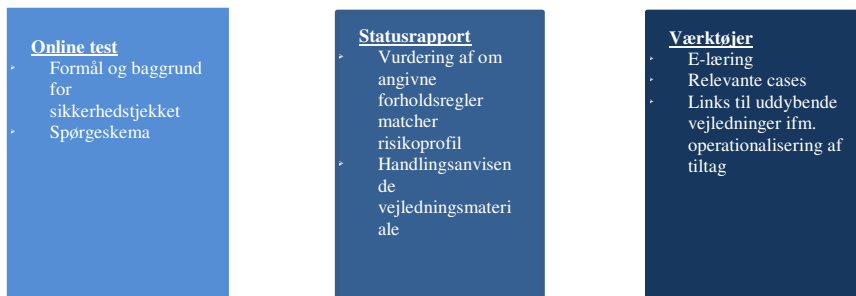 Online test
Formål og baggrund
for
sikkerhedstjekket
Spørgeskema
Statusrapport
Vurdering af om
angivne
forholdsregler
matcher
risikoprofil
Handlingsanvisen
de
vejledningsmateri
ale
Værktøjer
E-læring
Relevante cases
Links til uddybende
vejledninger ifm.
operationalisering af
tiltag